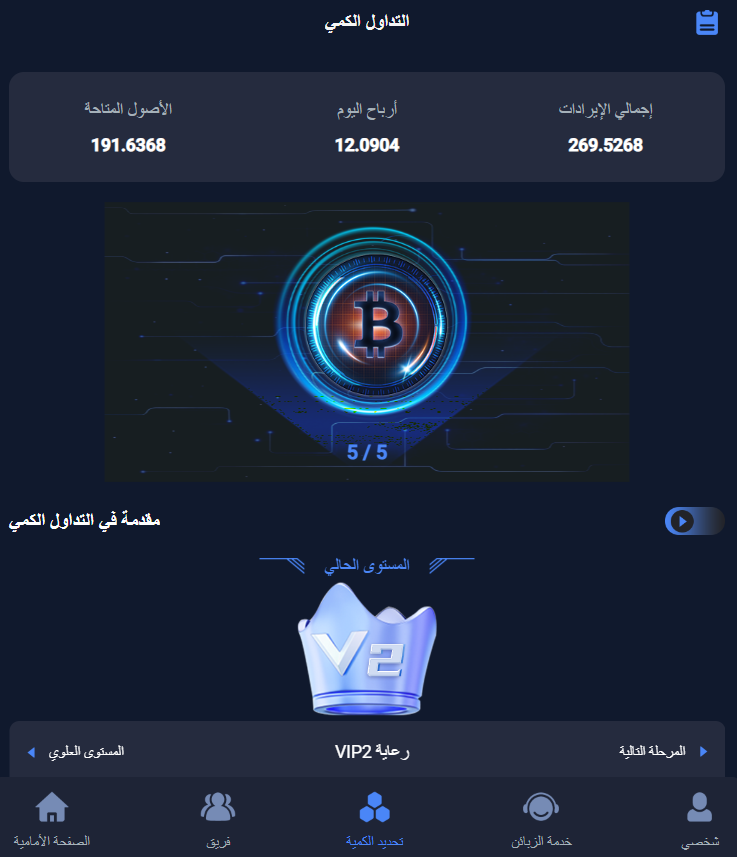 التداول الكمي
إجمالي الإيرادات
269.5268
أرباح اليوم
12.0904
الأصول المتاحة
191.6368
5 / 5
مقدمة في التداول الكمي
المستوى الحالي
V2
المرحلة التالية
رعاية VIP2
المستوى العلوي
شخصي
خدمة الزبائن
تحديد الكمية
فريق
الصفحة الأمامية